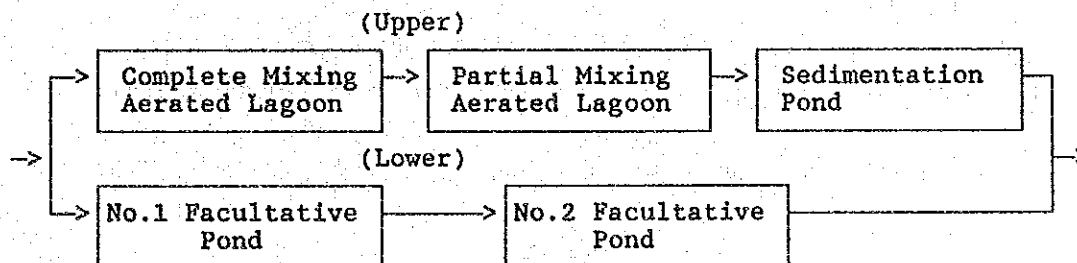 (Upper)
Complete Mixing
Aerated Lagoon
Partial Mixing
Aerated Lagoon
Sedimentation
Pond
(Lower)
No.1 Facultative
Pond
No.2 Facultative
Pond